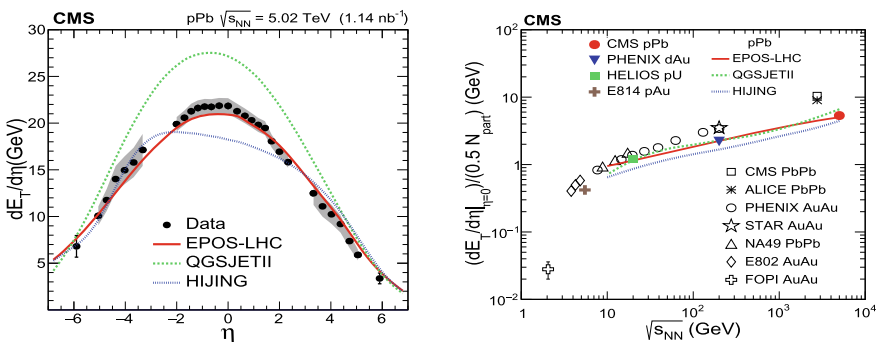 CMS
pPb √sNN = 5.02 TeV (1.14 nb⁻¹)
dET/dη(GeV)
30
25
20
15
10
5
Data
EPOS-LHC
QGSJETII
HIJING
−6 −4 −2 0 2 4 6
η
CMS
(dET/dη|η=0)/(0.5 Npart) (GeV)
10²
10
1
10⁻¹
10⁻²
CMS pPb
PHENIX dAu
HELIOS pU
E814 pAu
pPb
EPOS-LHC
QGSJETII
HIJING
CMS PbPb
ALICE PbPb
PHENIX AuAu
STAR AuAu
NA49 PbPb
E802 AuAu
FOPI AuAu
1 10 10² 10³ 10⁴
√sNN (GeV)